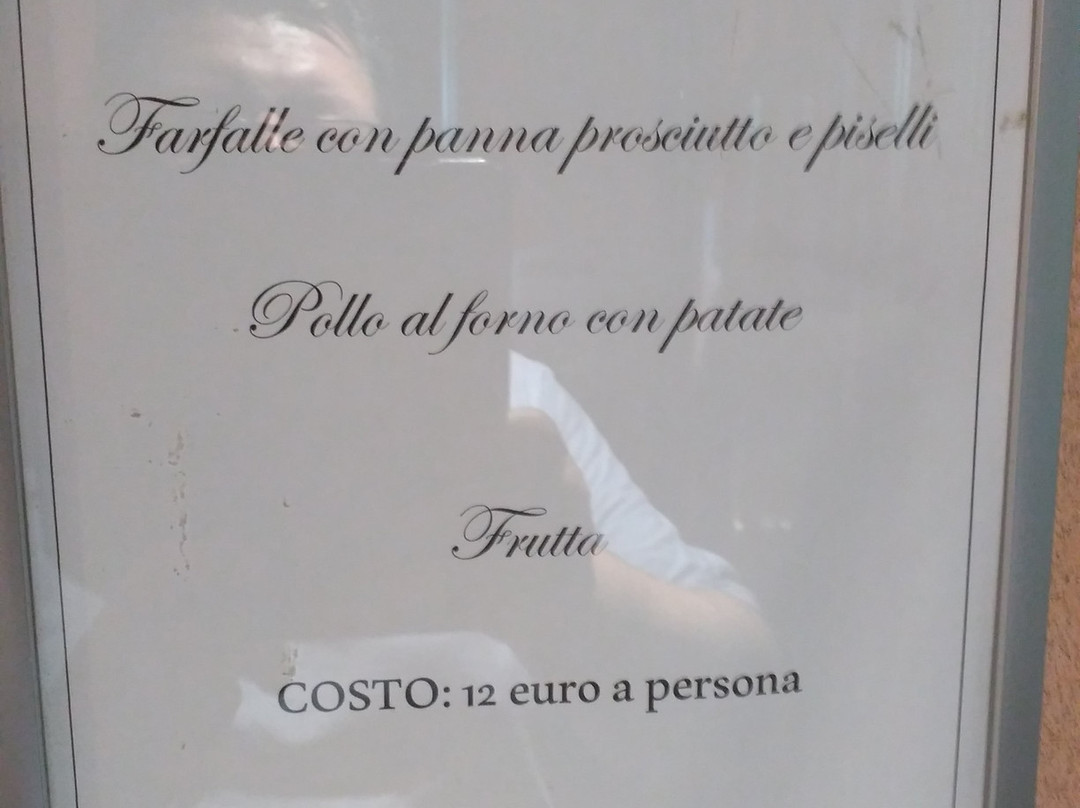 Farfalle con panna prosciutto e piselli
Pollo al forno con patate
Frutta
COSTO: 12 euro a persona